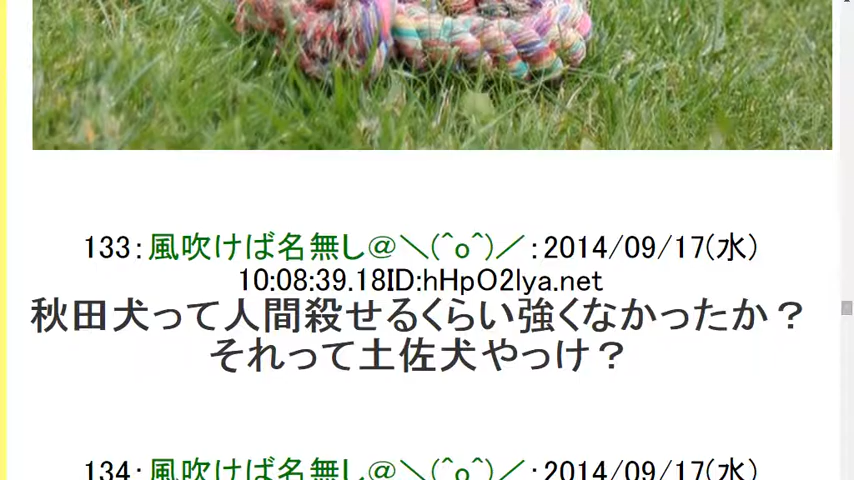 133：風吹けば名無し@＼(^o^)／：2014/09/17(水)
10:08:39.18ID:hHpO2lya.net
秋田犬って人間殺せるくらい強くなかったか？
それって土佐犬やっけ？
134：風吹けば名無し@＼(^o^)／：2014/09/17(水)